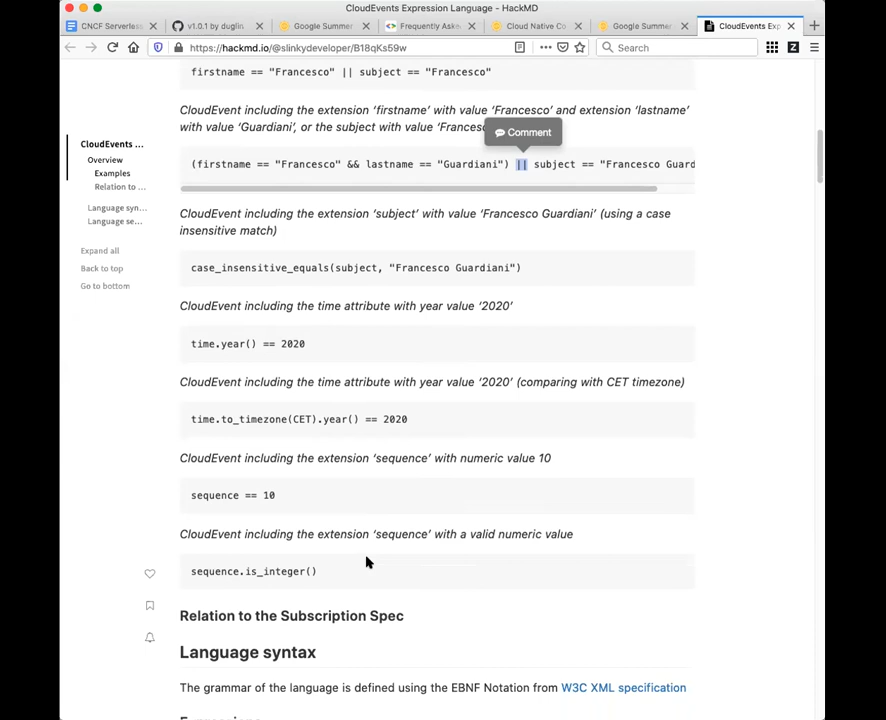 CloudEvents Expression Language - HackMD
CNCF Serverless
v1.0.1 by duglin
Google Summer
Frequently Aske
Cloud Native Co
Google Summer
CloudEvents Exp
https://hackmd.io/@slinkydeveloper/B18qKs59w
Search
firstname == "Francesco" || subject == "Francesco"
CloudEvent including the extension ‘firstname’ with value ‘Francesco’ and extension ‘lastname’
with value ‘Guardiani’, or the subject with value ‘Francesc
Comment
(firstname == "Francesco" && lastname == "Guardiani") || subject == "Francesco Guard
CloudEvents ...
Overview
Examples
Relation to ...
Language syn...
Language se...
Expand all
Back to top
Go to bottom
CloudEvent including the extension ‘subject’ with value ‘Francesco Guardiani’ (using a case
insensitive match)
case_insensitive_equals(subject, "Francesco Guardiani")
CloudEvent including the time attribute with year value ‘2020’
time.year() == 2020
CloudEvent including the time attribute with year value ‘2020’ (comparing with CET timezone)
time.to_timezone(CET).year() == 2020
CloudEvent including the extension ‘sequence’ with numeric value 10
sequence == 10
CloudEvent including the extension ‘sequence’ with a valid numeric value
sequence.is_integer()
Relation to the Subscription Spec
Language syntax
The grammar of the language is defined using the EBNF Notation from W3C XML specification